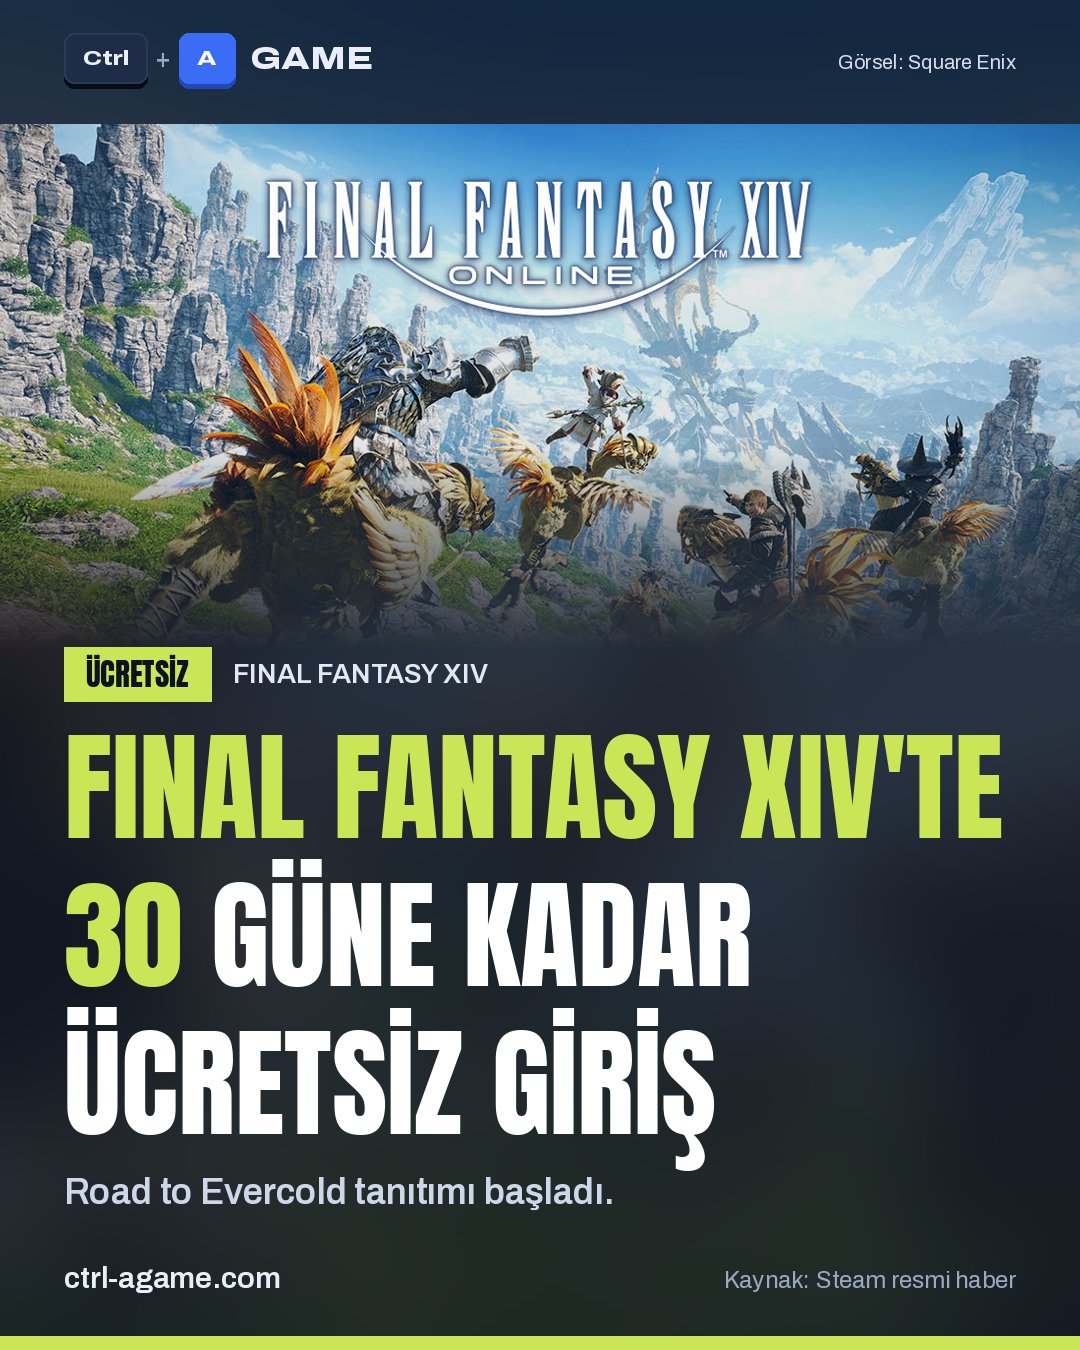 Ctrl + A GAME
Görsel: Square Enix
FINAL FANTASY XIV
ONLINE TM
ÜCRETSİZ FINAL FANTASY XIV
FINAL FANTASY XIV'TE
30 GÜNE KADAR
ÜCRETSİZ GİRİŞ
Road to Evercold tanıtımı başladı.
ctrl-agame.com
Kaynak: Steam resmi haber